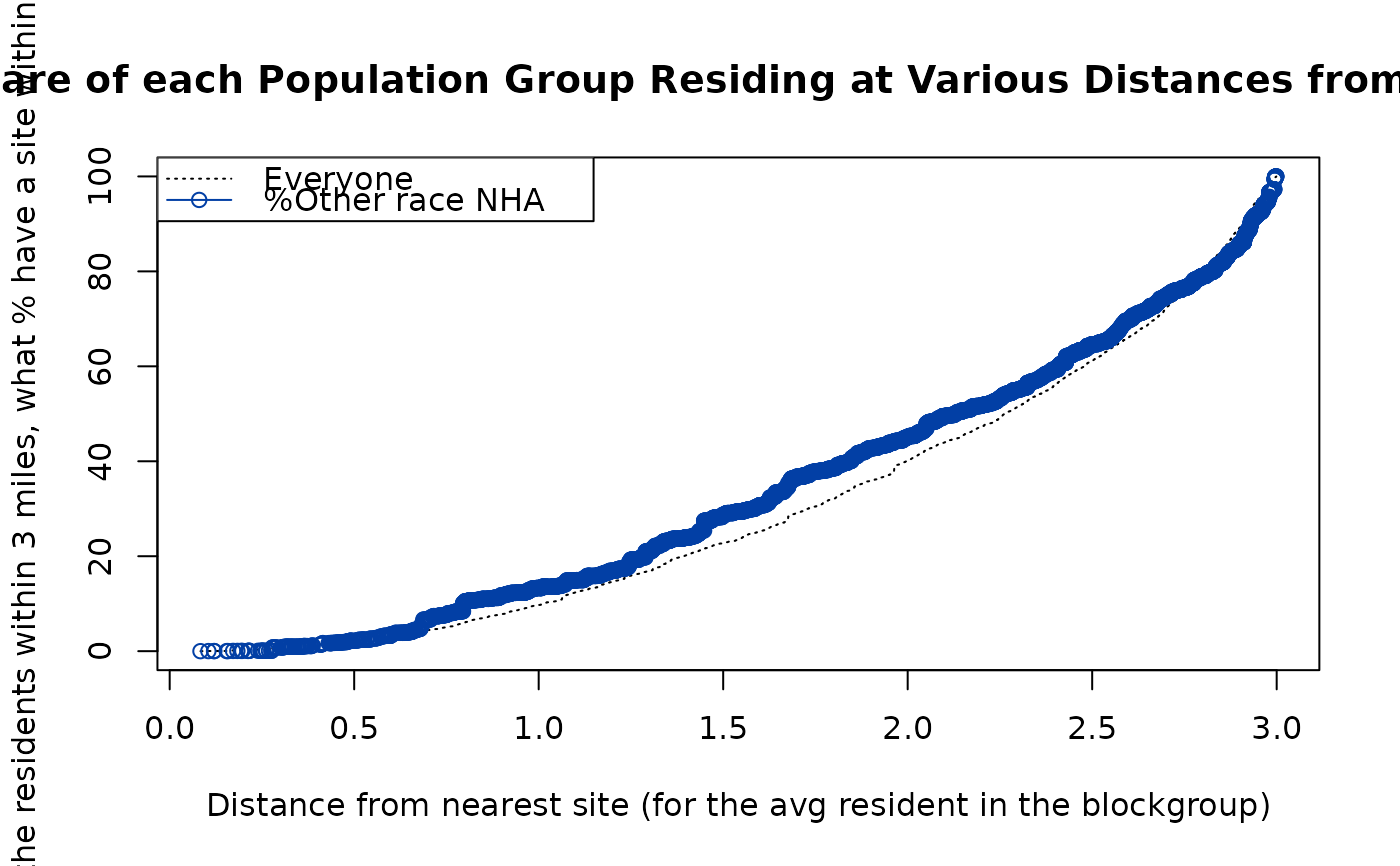 are of each Population Group Residing at Various Distances from
he residents within 3 miles, what % have a site within
Everyone
%Other race NHA
100
80
60
40
20
0
0.0 0.5 1.0 1.5 2.0 2.5 3.0
Distance from nearest site (for the avg resident in the blockgroup)